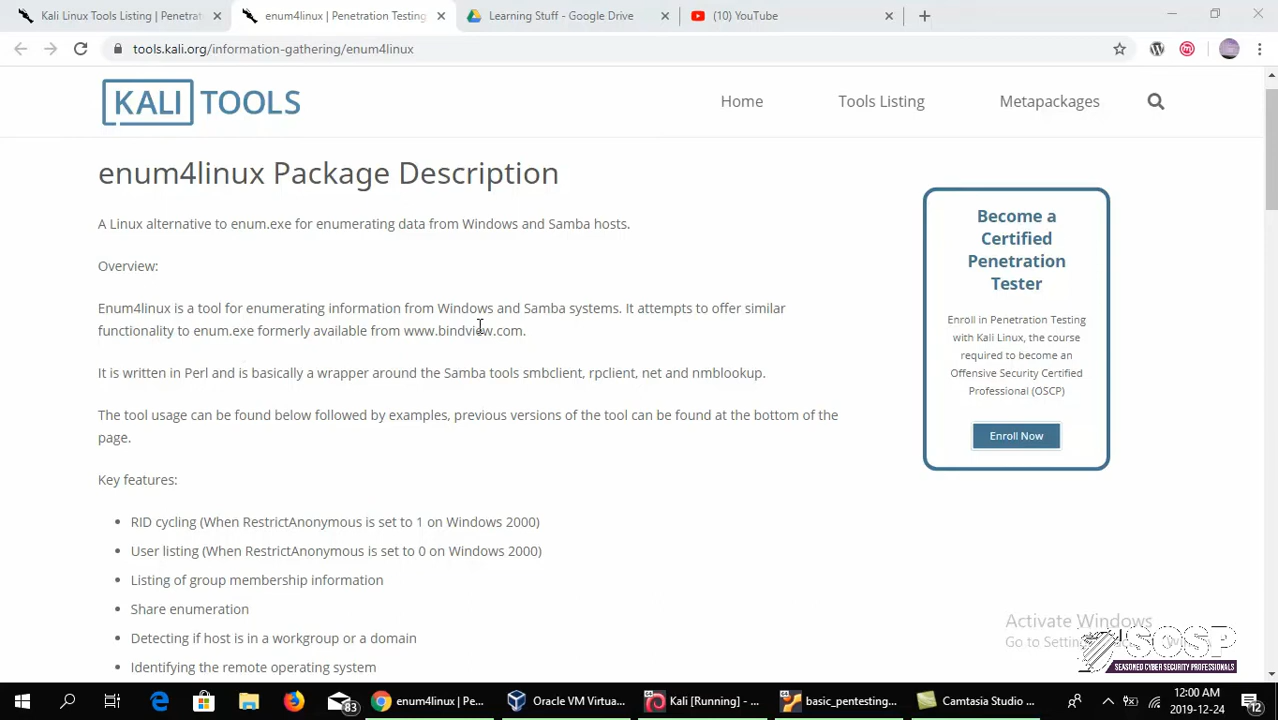 Kali Linux Tools Listing | Penetrat
enum4linux | Penetration Testing
Learning Stuff - Google Drive
(10) YouTube
tools.kali.org/information-gathering/enum4linux
KALI TOOLS
Home
Tools Listing
Metapackages
enum4linux Package Description
A Linux alternative to enum.exe for enumerating data from Windows and Samba hosts.
Overview:
Enum4linux is a tool for enumerating information from Windows and Samba systems. It attempts to offer similar
functionality to enum.exe formerly available from www.bindview.com.
It is written in Perl and is basically a wrapper around the Samba tools smbclient, rpclient, net and nmblookup.
The tool usage can be found below followed by examples, previous versions of the tool can be found at the bottom of the
page.
Key features:
RID cycling (When RestrictAnonymous is set to 1 on Windows 2000)
User listing (When RestrictAnonymous is set to 0 on Windows 2000)
Listing of group membership information
Share enumeration
Detecting if host is in a workgroup or a domain
Identifying the remote operating system
Become a
Certified
Penetration
Tester
Enroll in Penetration Testing
with Kali Linux, the course
required to become an
Offensive Security Certified
Professional (OSCP)
Enroll Now
Activate Windows
Go to Settin
SOSP
SEASONED CYBER SECURITY PROFESSIONALS
83
enum4linux | Pe...
Oracle VM Virtua...
Kali [Running] - ...
basic_pentesting...
Camtasia Studio ...
12:00 AM
2019-12-24
12